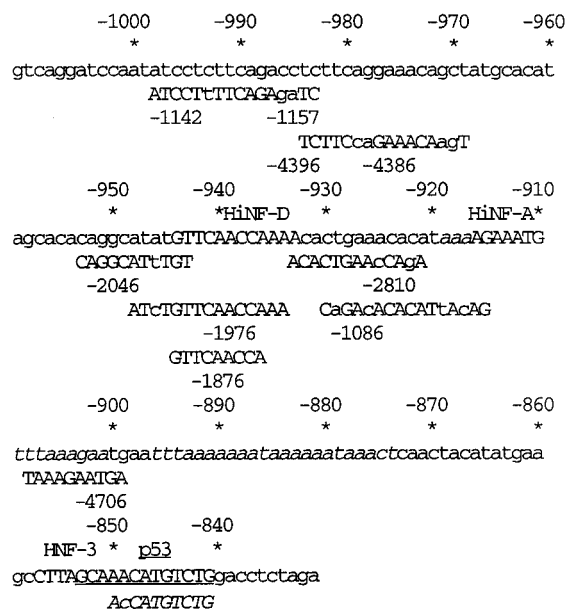 -1000 -990 -980 -970 -960
* * * * *
gtcaggatccaatatcctcttcagacctcttcaggaaacagctatgcacat
ATCCTtTTCAGAgaTC
-1142 -1157
TCTTCcaGAAACAagT
-4396 -4386
-950 -940 -930 -920 -910
* *HiNF-D * * HiNF-A*
agcacacaggcatatGTTCAACCAAAAcactgaaacacataaaAGAAATG
CAGGCATtTGT ACACTGAAcCAgA
-2046 -2810
ATcTGTTCAACCAAA CaGAcACACATtAcAG
-1976 -1086
GTTCAACCA
-1876
-900 -890 -880 -870 -860
* * * * *
tttaaagaatgaatttaaaaaaataaaaaataaactcaactacatatgaa
TAAAGAATGA
-4706
-850 -840
HNF-3 * p53 *
gcCTTAGCAAACATGTCTGgacctctaga
AcCATGTCTG